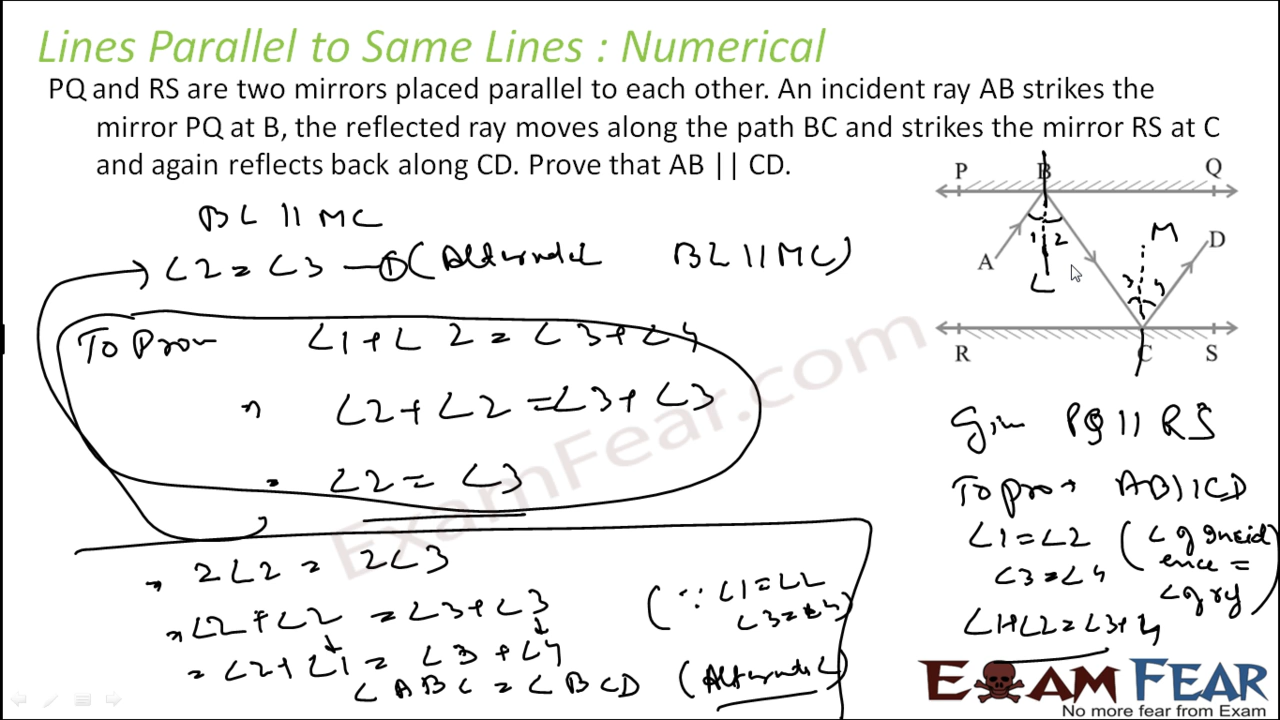 Lines Parallel to Same Lines : Numerical
PQ and RS are two mirrors placed parallel to each other. An incident ray AB strikes the
mirror PQ at B, the reflected ray moves along the path BC and strikes the mirror RS at C
and again reflects back along CD. Prove that AB || CD.
P B Q
1 2
A
L
M
D
3 4
R C S
BL || MC
∠2 = ∠3 — ① (Alternate BL || MC)
To Prove ∠1 + ∠2 = ∠3 + ∠4
∠2 + ∠2 = ∠3 + ∠3
∠2 = ∠3
2∠2 = 2∠3
∠2 + ∠2 = ∠3 + ∠3 (∵ ∠1 = ∠2
∠3 = ∠4)
= ∠2 + ∠1 = ∠3 + ∠4
∠ABC = ∠BCD (Alternate ∠)
Given PQ || RS
To prove AB || CD
∠1 = ∠2 (∠ of Incid
ence =
∠3 = ∠4
∠ of ref)
∠1+∠2 = ∠3+4
ExamFear.com
EXAM FEAR
No more fear from Exam